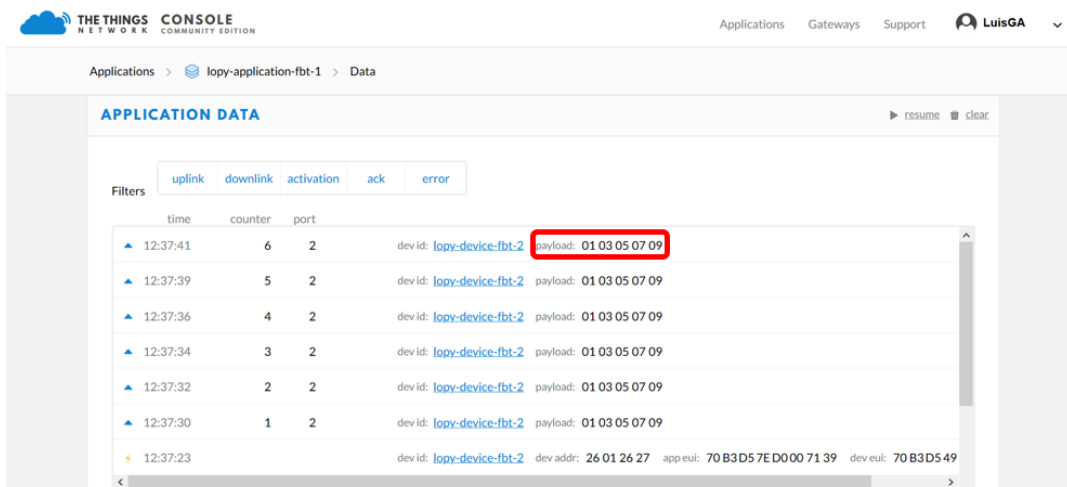 THE THINGS CONSOLE
NETWORK COMMUNITY EDITION
Applications Gateways Support LuisGA
Applications > lopy-application-fbt-1 > Data
APPLICATION DATA
resume clear
Filters uplink downlink activation ack error
time counter port
12:37:41 6 2 dev id: lopy-device-fbt-2 payload: 01 03 05 07 09
12:37:39 5 2 dev id: lopy-device-fbt-2 payload: 01 03 05 07 09
12:37:36 4 2 dev id: lopy-device-fbt-2 payload: 01 03 05 07 09
12:37:34 3 2 dev id: lopy-device-fbt-2 payload: 01 03 05 07 09
12:37:32 2 2 dev id: lopy-device-fbt-2 payload: 01 03 05 07 09
12:37:30 1 2 dev id: lopy-device-fbt-2 payload: 01 03 05 07 09
12:37:23 dev id: lopy-device-fbt-2 dev addr: 26 01 26 27 app eui: 70 B3 D5 7E D0 00 71 39 dev eui: 70 B3 D5 49